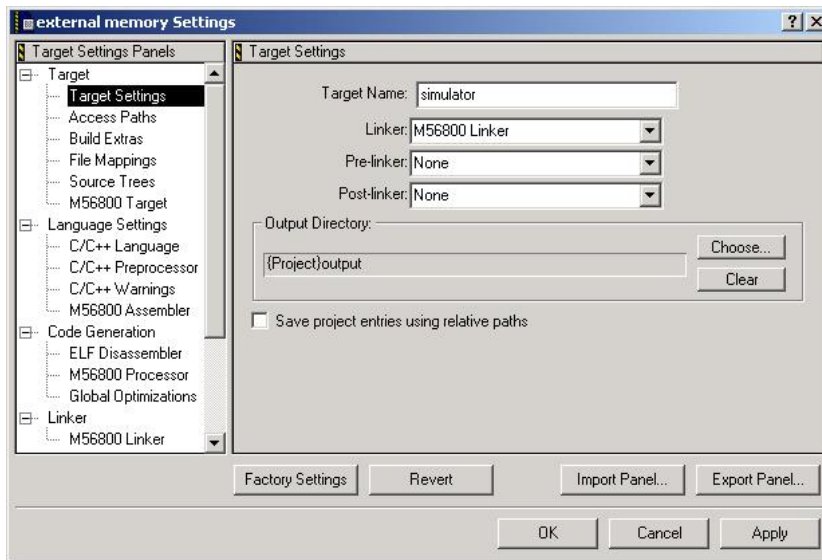 external memory Settings
Target Settings Panels
Target
Target Settings
Access Paths
Build Extras
File Mappings
Source Trees
M56800 Target
Language Settings
C/C++ Language
C/C++ Preprocessor
C/C++ Warnings
M56800 Assembler
Code Generation
ELF Disassembler
M56800 Processor
Global Optimizations
Linker
M56800 Linker
Target Settings
Target Name: simulator
Linker: M56800 Linker
Pre-linker: None
Post-linker: None
Output Directory:
{Project}output
Choose...
Clear
Save project entries using relative paths
Factory Settings Revert Import Panel... Export Panel...
OK Cancel Apply